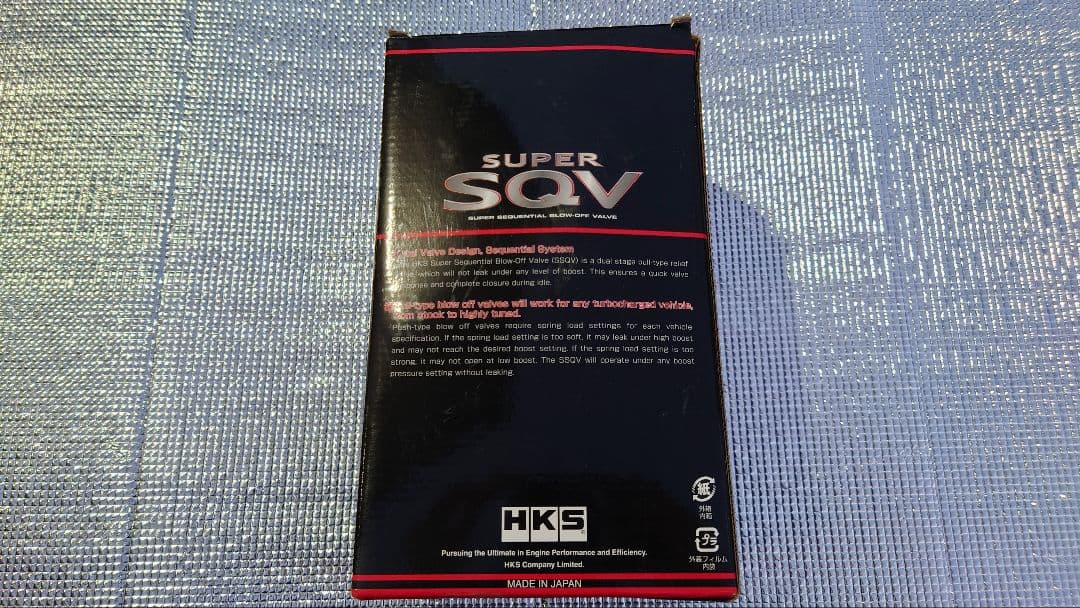 SUPER
SQV
SUPER SEQUENTIAL BLOW-OFF VALVE
Valve Design, Sequential System
HKS Super Sequential Blow-Off Valve (SSQV) is a dual stage pull-type relief
which will not leak under any level of boost. This ensures a quick valve
and complete closure during idle.
blow off valves will work for any turbocharged vehicle,
stock to highly tuned.
Push-type blow off valves require spring load settings for each vehicle
specification. If the spring load setting is too soft, it may leak under high boost
and may not reach the desired boost setting. If the spring load setting is too
strong, it may not open at low boost. The SSQV will operate under any boost
pressure setting without leaking.
紙
外箱
内箱
HKS
プラ
外装フィルム
内袋
Pursuing the Ultimate in Engine Performance and Efficiency.
HKS Company Limited.
MADE IN JAPAN